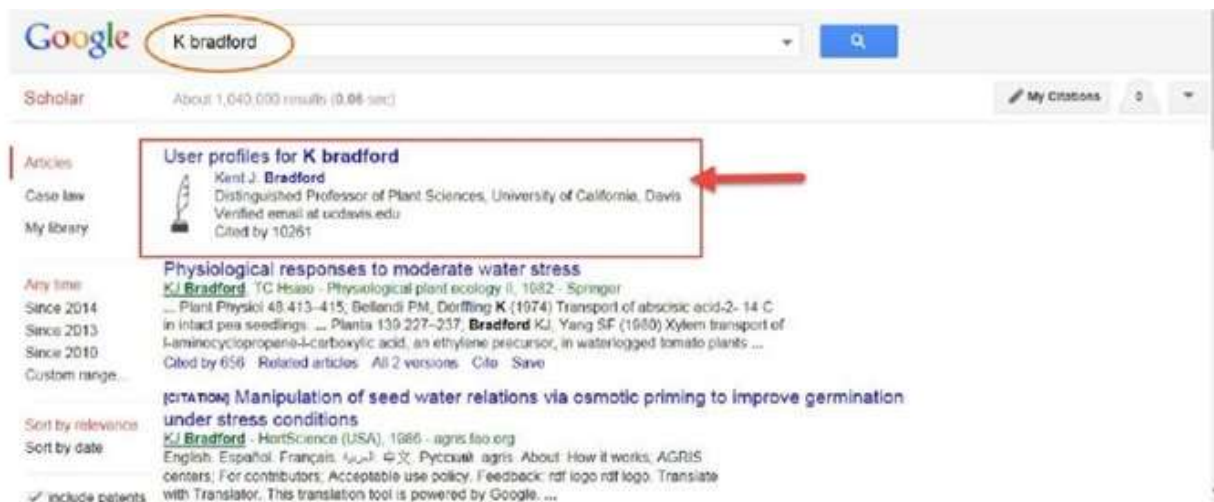 Google
K bradford
Scholar
About 1,040,000 results (0.06 sec)
My Citations
0
Articles
Case law
My library
Any time
Since 2014
Since 2013
Since 2010
Custom range...
Sort by relevance
Sort by date
✓ include patents
User profiles for K bradford
Kent J. Bradford
Distinguished Professor of Plant Sciences, University of California, Davis
Verified email at ucdavis.edu
Cited by 10261
Physiological responses to moderate water stress
KJ Bradford, TC Hsiao - Physiological plant ecology II, 1982 - Springer
... Plant Physiol 48 413–415; Bellandi PM, Dörffling K (1974) Transport of abscisic acid-2- 14 C
in intact pea seedlings. ... Planta 139 227–237; Bradford KJ, Yang SF (1980) Xylem transport of
l-aminocyclopropane-l-carboxylic acid, an ethylene precursor, in waterlogged tomato plants ...
Cited by 656 Related articles All 2 versions Cite Save
[CITATION] Manipulation of seed water relations via osmotic priming to improve germination
under stress conditions
KJ Bradford - HortScience (USA), 1986 - agris.fao.org
English. Español. Français. 中文. Русский. agris. About. How it works; AGRIS
centers; For contributors; Acceptable use policy. Feedback: rdf logo rdf logo. Translate
with Translator. This translation tool is powered by Google. ...